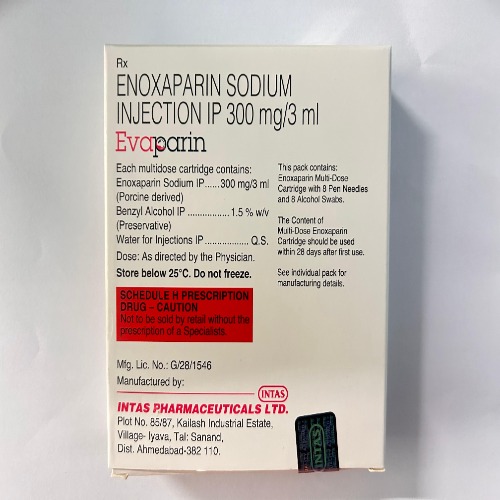 Rx
ENOXAPARIN SODIUM
INJECTION IP 300 mg/3 ml
Evaparin
Each multidose cartridge contains:
Enoxaparin Sodium IP......300 mg/3 ml
(Porcine derived)
Benzyl Alcohol IP ................. 1.5 % w/v
(Preservative)
Water for Injections IP.................. Q.S.
Dose: As directed by the Physician.
Store below 25°C. Do not freeze.
SCHEDULE H PRESCRIPTION
DRUG – CAUTION
Not to be sold by retail without the
prescription of a Specialists.
This pack contains:
Enoxaparin Multi-Dose
Cartridge with 8 Pen Needles
and 8 Alcohol Swabs.
The Content of
Multi-Dose Enoxaparin
Cartridge should be used
within 28 days after first use.
See individual pack for
manufacturing details.
Mfg. Lic. No.: G/28/1546
Manufactured by:
INTAS
INTAS PHARMACEUTICALS LTD.
Plot No. 85/87, Kailash Industrial Estate,
Village- Iyava, Tal: Sanand,
Dist. Ahmedabad-382 110.
INTAS